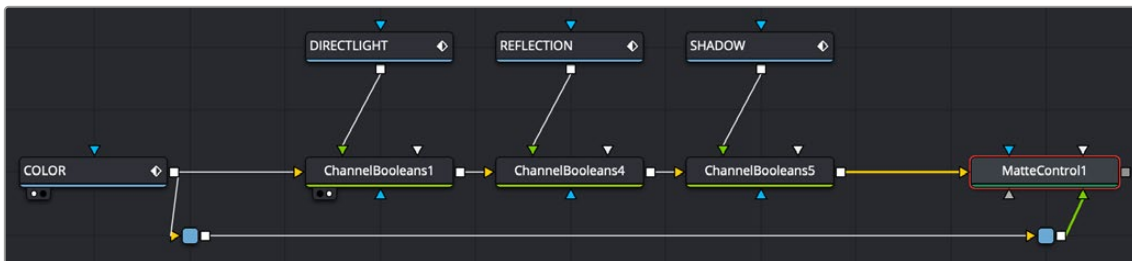 DIRECTLIGHT
REFLECTION
SHADOW
COLOR
ChannelBooleans1
ChannelBooleans4
ChannelBooleans5
MatteControl1